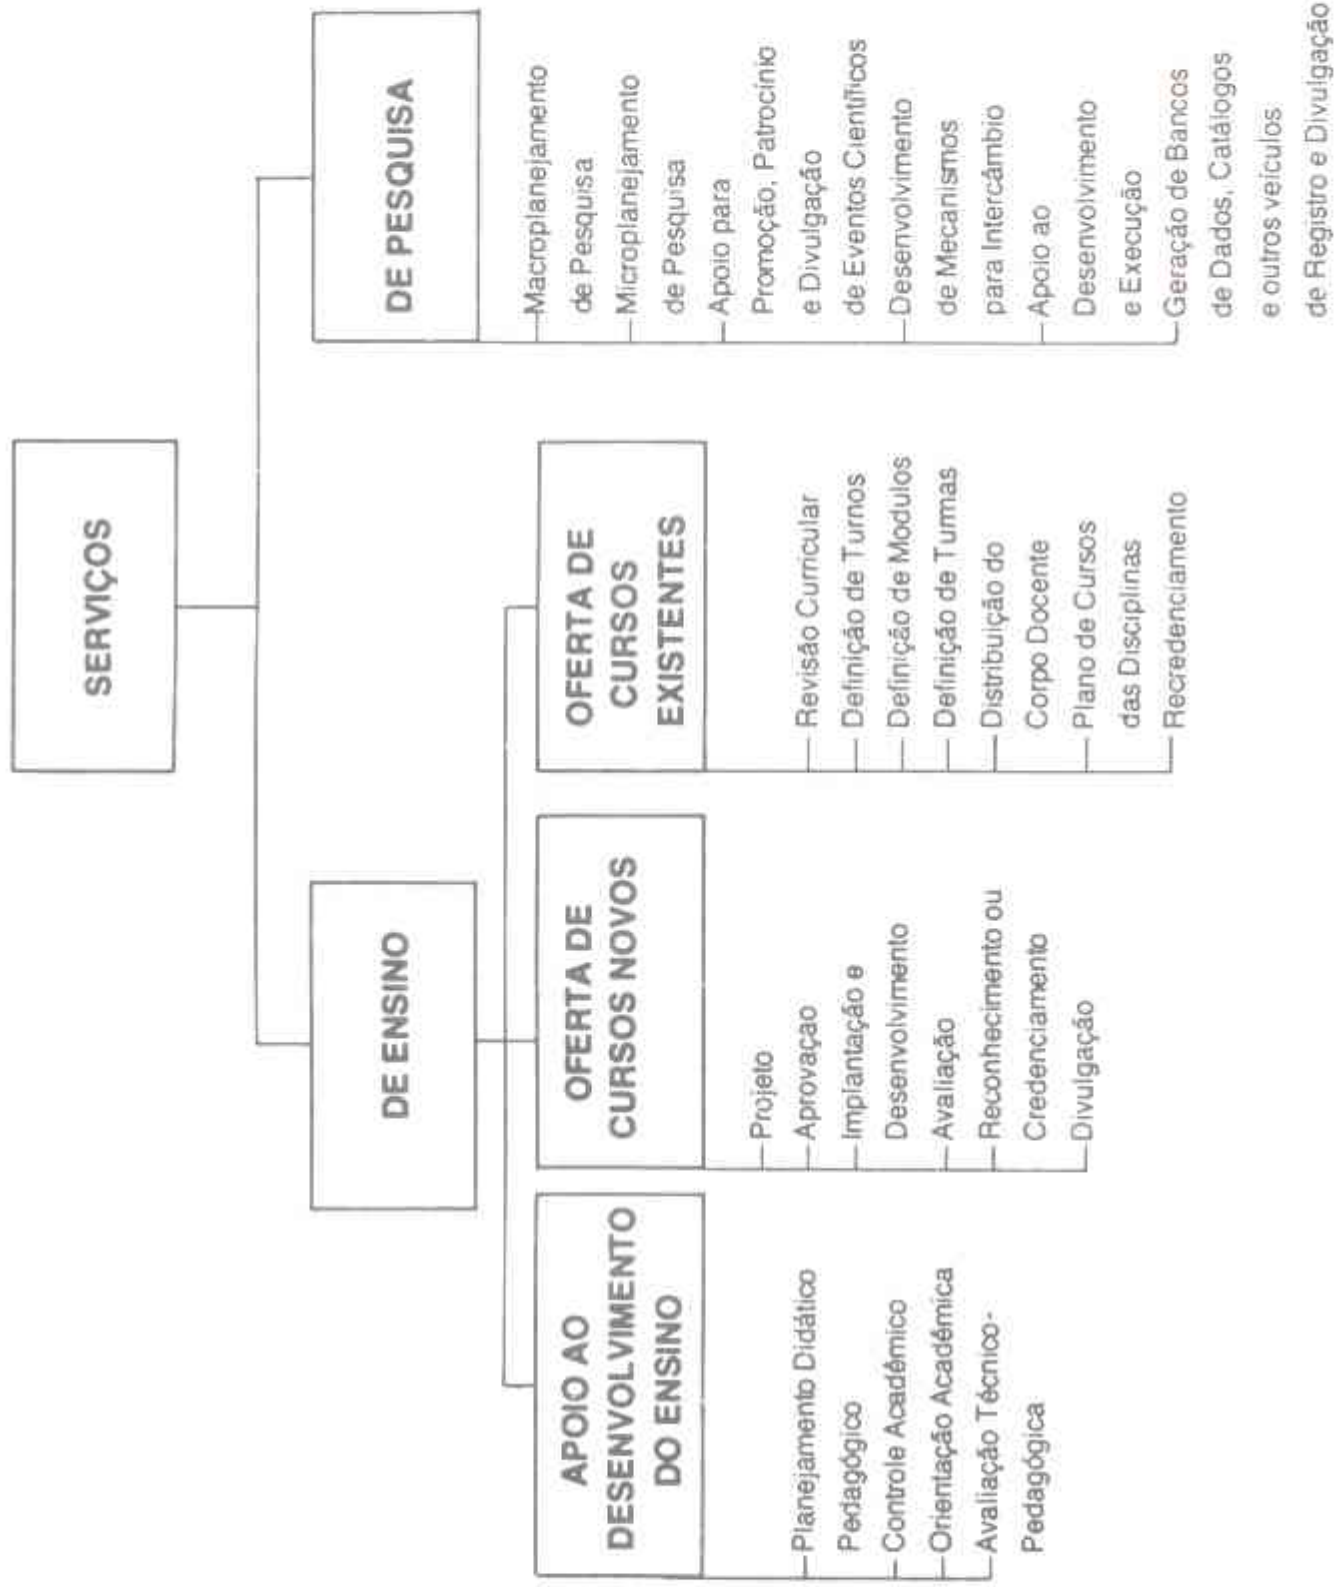 SERVIÇOS
DE ENSINO
DE PESQUISA
APOIO AO
DESENVOLVIMENTO
DO ENSINO
Planejamento Didático
Pedagógico
Controle Acadêmico
Orientação Acadêmica
Avaliação Técnico-
Pedagógica
OFERTA DE
CURSOS NOVOS
Projeto
Aprovaçao
Implantação e
Desenvolvimento
Avaliação
Reconhecimento ou
Credenciamento
Divulgação
OFERTA DE
CURSOS
EXISTENTES
Revisão Curricular
Definição de Turnos
Definição de Modulos
Definição de Turmas
Distribuição do
Corpo Docente
Plano de Cursos
das Disciplinas
Recredenciamento
Macroplanejamento
de Pesquisa
Microplanejamento
de Pesquisa
Apoio para
Promoção, Patrocínio
e Divulgação
de Eventos Científicos
Desenvolvimento
de Mecanismos
para Intercâmbio
Apoio ao
Desenvolvimento
e Execução
Geração de Bancos
de Dados, Catálogos
e outros veículos
de Registro e Divulgação